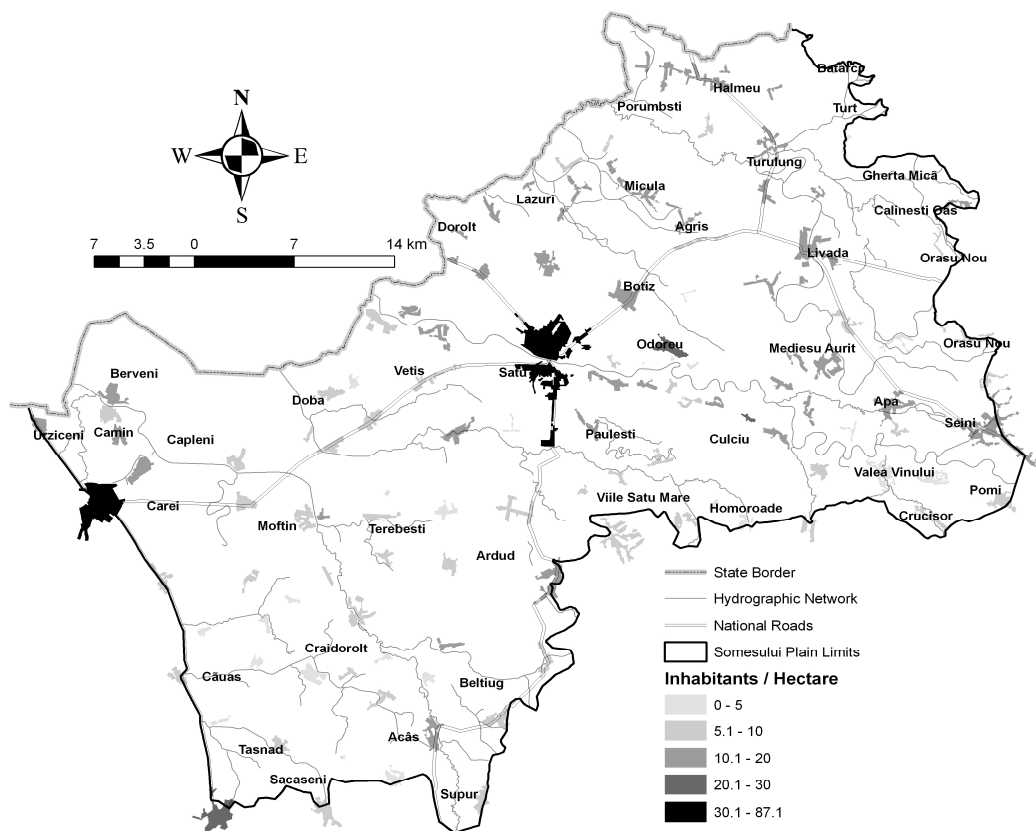 Batarci
Halmeu
Porumbsti
Turt
N
W E
S
Turulung
Gherta Mică
Micula
Lazuri
Calinesti Oas
Dorolt
Agris
7 3.5 0 7 14 km
Livada
Orasu Nou
Botiz
Odoreu
Orasu Nou
Mediesu Aurit
Satu
Vetis
Berveni
Doba
Apa
Seini
Urziceni
Camin
Capleni
Paulesti
Culciu
Valea Vinului
Pomi
Viile Satu Mare
Homoroade
Carei
Crucisor
Moftin
Terebesti
Ardud
State Border
Hydrographic Network
National Roads
Somesului Plain Limits
Craidorolt
Căuas
Beltiug
Inhabitants / Hectare
0 - 5
5.1 - 10
10.1 - 20
20.1 - 30
30.1 - 87.1
Acâs
Tasnad
Sacaseni
Supur